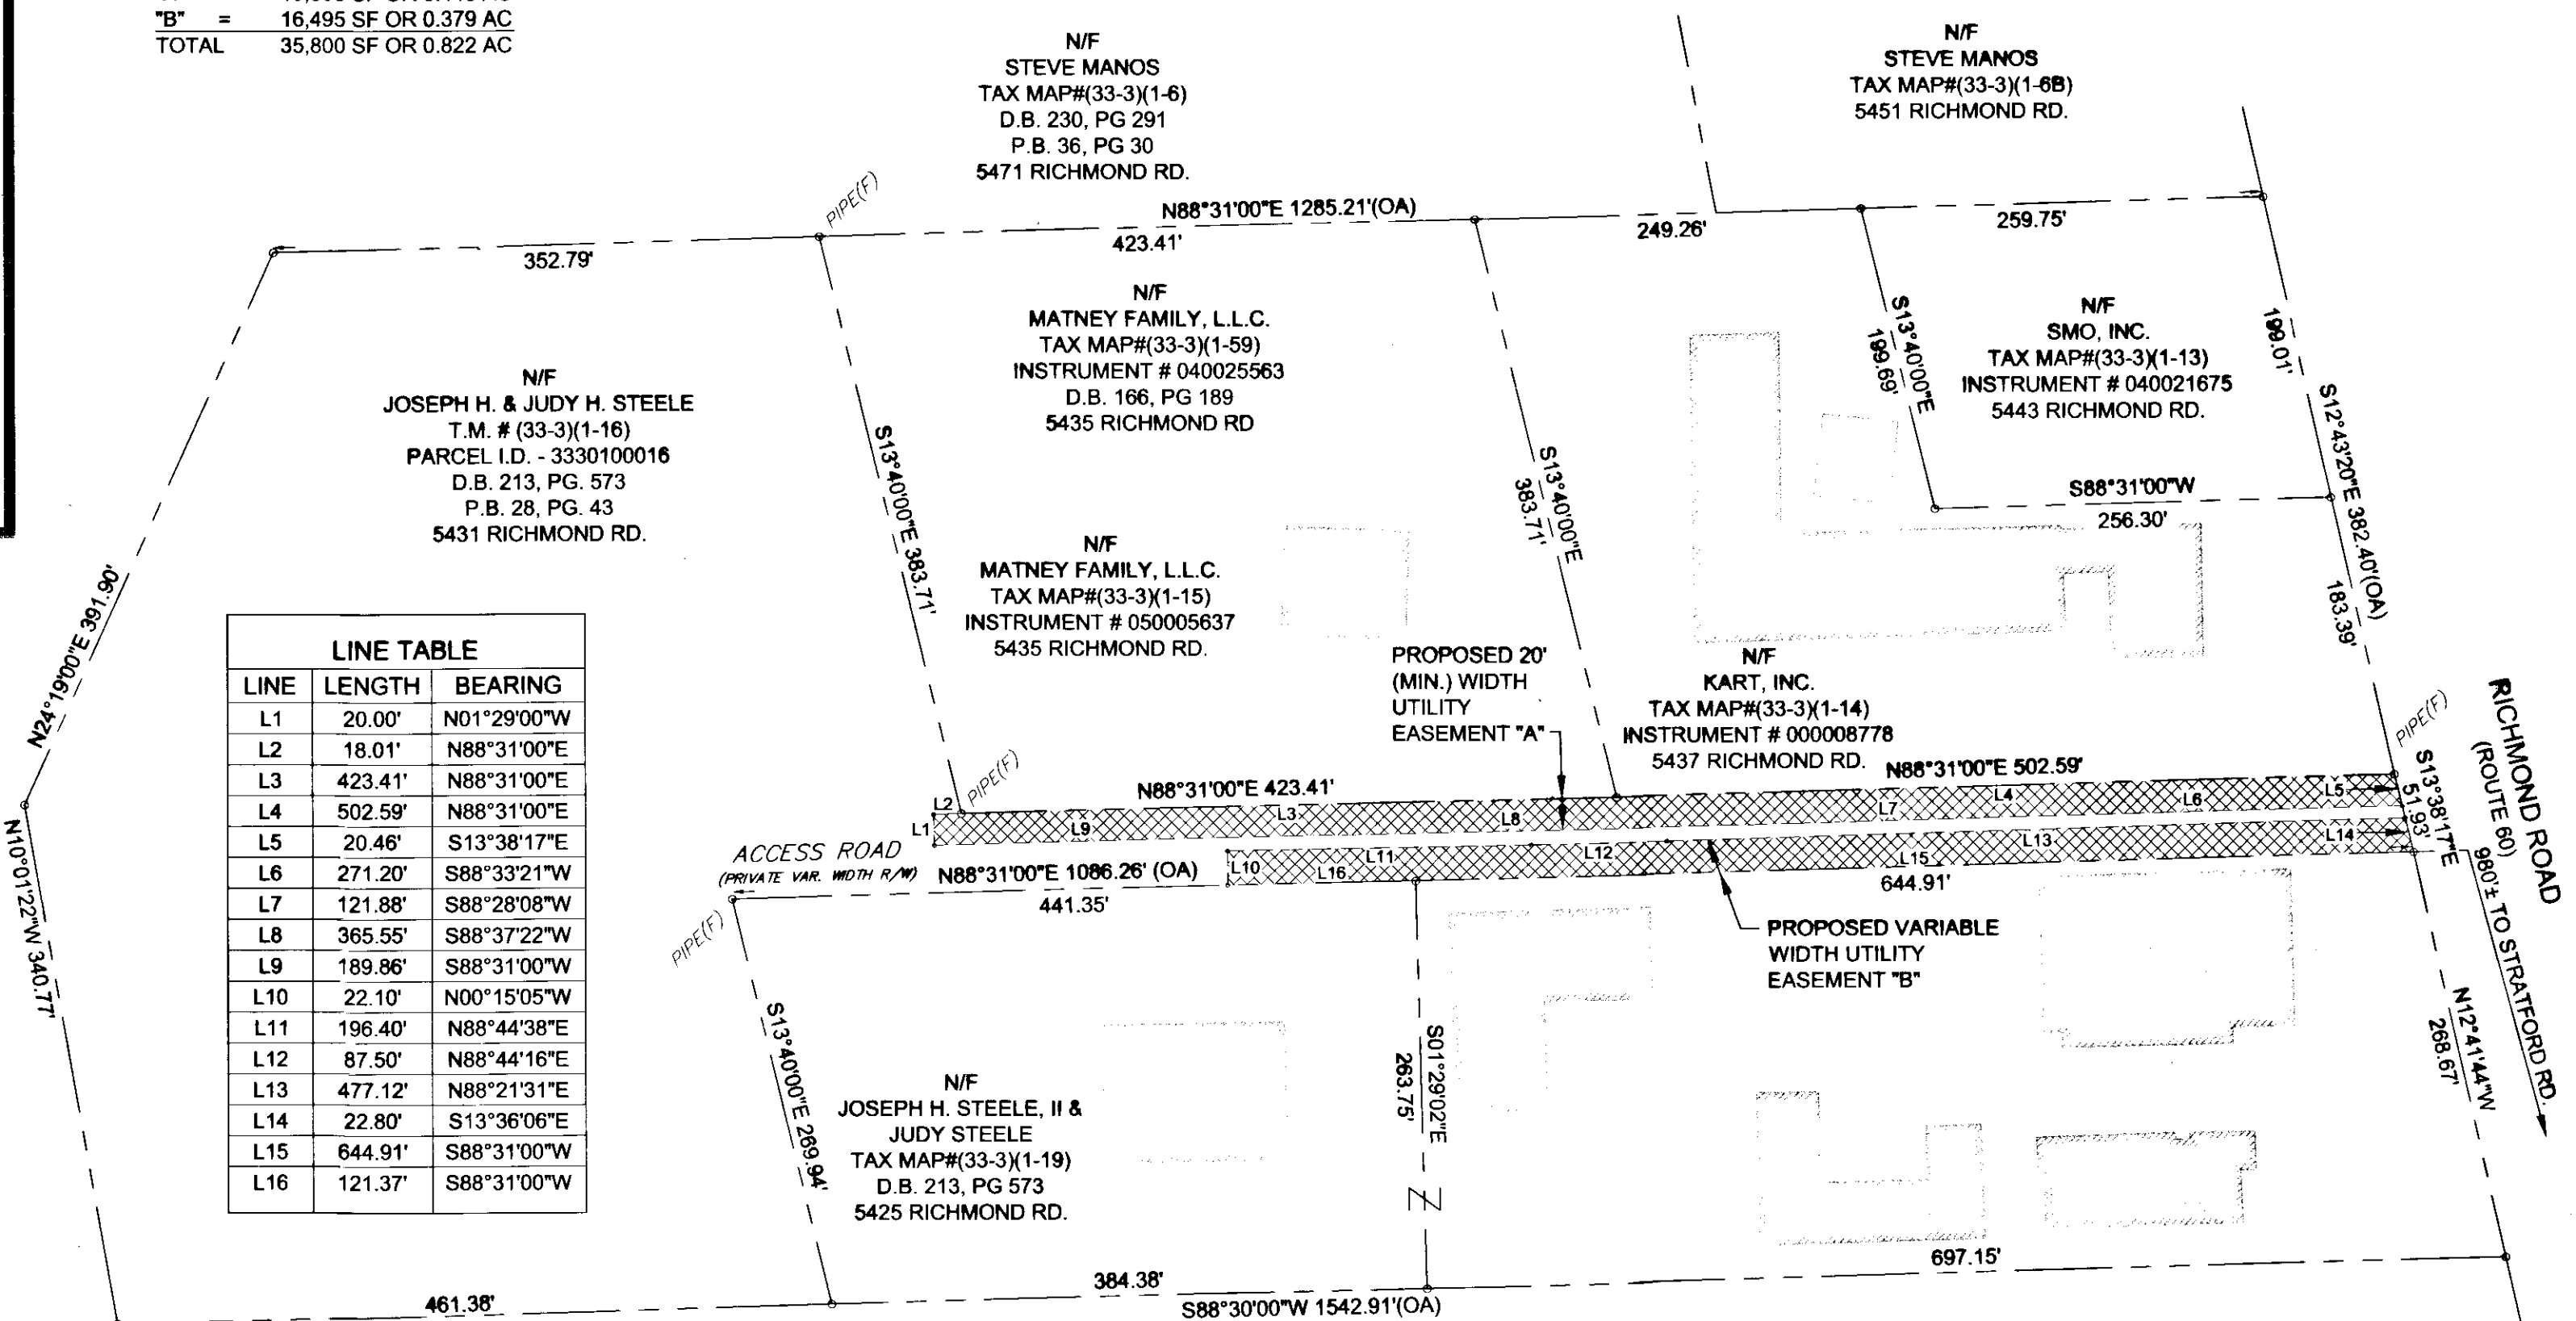 "B" = 16,495 SF OR 0.379 AC
TOTAL 35,800 SF OR 0.822 AC
N/F
STEVE MANOS
TAX MAP#(33-3)(1-6)
D.B. 230, PG 291
P.B. 36, PG 30
5471 RICHMOND RD.
N/F
STEVE MANOS
TAX MAP#(33-3)(1-6B)
5451 RICHMOND RD.
PIPE(F)
N88°31'00"E 1285.21'(OA)
352.79'
423.41'
249.26'
259.75'
N/F
JOSEPH H. & JUDY H. STEELE
T.M. # (33-3)(1-16)
PARCEL I.D. - 3330100016
D.B. 213, PG. 573
P.B. 28, PG. 43
5431 RICHMOND RD.
N/F
MATNEY FAMILY, L.L.C.
TAX MAP#(33-3)(1-59)
INSTRUMENT # 040025563
D.B. 166, PG 189
5435 RICHMOND RD
N/F
MATNEY FAMILY, L.L.C.
TAX MAP#(33-3)(1-15)
INSTRUMENT # 050005637
5435 RICHMOND RD.
S13°40'00"E 383.71'
S13°40'00"E
383.71'
S13°40'00"E
199.69'
N/F
SMO, INC.
TAX MAP#(33-3)(1-13)
INSTRUMENT # 040021675
5443 RICHMOND RD.
199.01'
S12°43'20"E 382.40'(OA)
183.39'
S88°31'00"W
256.30'
N24°19'00"E 391.90'
N10°01'22"W 340.77'
LINE TABLE
LINE LENGTH BEARING
L1 20.00' N01°29'00"W
L2 18.01' N88°31'00"E
L3 423.41' N88°31'00"E
L4 502.59' N88°31'00"E
L5 20.46' S13°38'17"E
L6 271.20' S88°33'21"W
L7 121.88' S88°28'08"W
L8 365.55' S88°37'22"W
L9 189.86' S88°31'00"W
L10 22.10' N00°15'05"W
L11 196.40' N88°44'38"E
L12 87.50' N88°44'16"E
L13 477.12' N88°21'31"E
L14 22.80' S13°36'06"E
L15 644.91' S88°31'00"W
L16 121.37' S88°31'00"W
PROPOSED 20'
(MIN.) WIDTH
UTILITY
EASEMENT "A"
N/F
KART, INC.
TAX MAP#(33-3)(1-14)
INSTRUMENT # 000008778
5437 RICHMOND RD.
N88°31'00"E 502.59'
PIPE(F)
RICHMOND ROAD
(ROUTE 60)
S13°38'17"E
51.93'
980'± TO STRATFORD RD.
PIPE(F)
N88°31'00"E 423.41'
L2
L1
L9
L3
L8
L7
L4
L6
L5
L10
L16
L11
L12
L15
L13
L14
ACCESS ROAD
(PRIVATE VAR. WIDTH R/W)
N88°31'00"E 1086.26' (OA)
441.35'
644.91'
PIPE(F)
PROPOSED VARIABLE
WIDTH UTILITY
EASEMENT "B"
S13°40'00"E 269.94'
N/F
JOSEPH H. STEELE, II &
JUDY STEELE
TAX MAP#(33-3)(1-19)
D.B. 213, PG 573
5425 RICHMOND RD.
S01°29'02"E
263.75'
N12°41'44"W
268.67'
461.38'
384.38'
697.15'
S88°30'00"W 1542.91'(OA)